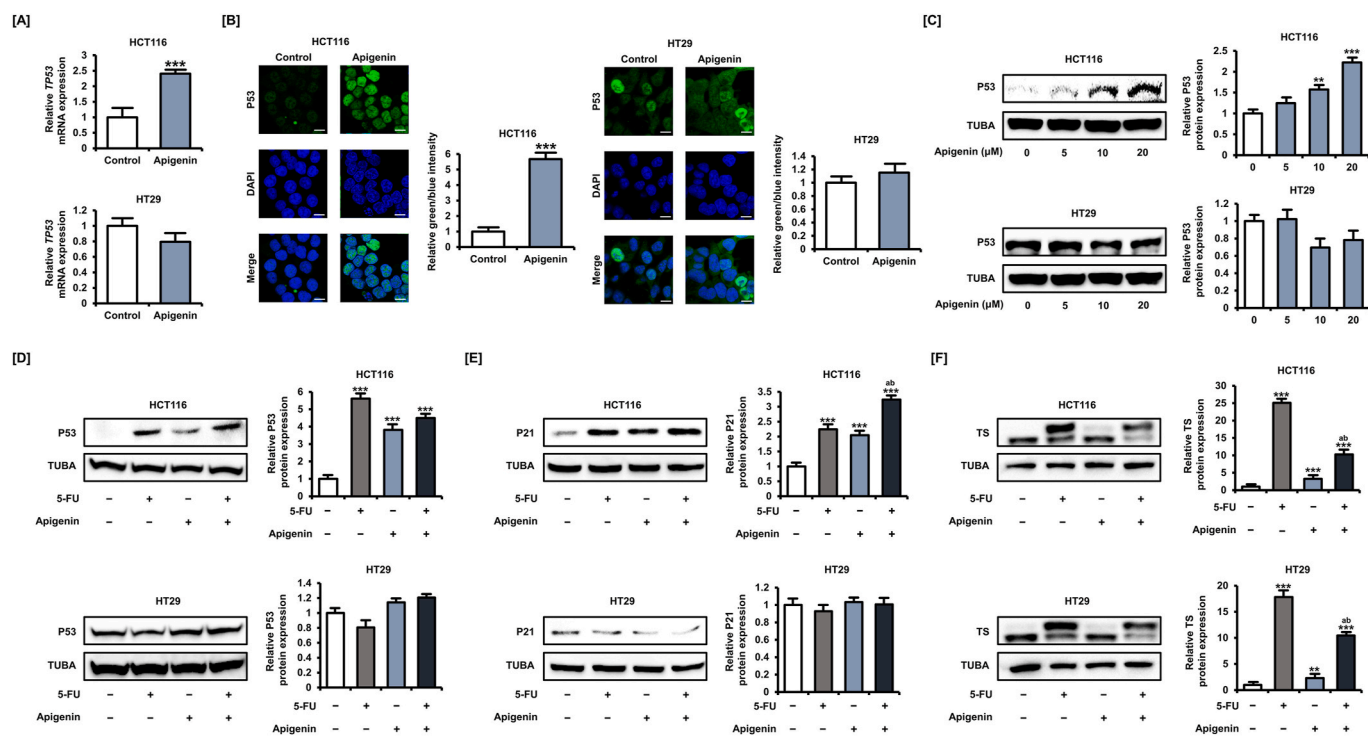 [A]
HCT116
Relative TP53
mRNA expression
3
2.5
2
1.5
1
0.5
0
***
Control Apigenin
HT29
Relative TP53
mRNA expression
1.2
1
0.8
0.6
0.4
0.2
0
Control Apigenin
[B]
HCT116
Control Apigenin
P53
DAPI
Merge
HCT116
Relative green/blue intensity
7
6
5
4
3
2
1
0
***
Control Apigenin
HT29
Control Apigenin
P53
DAPI
Merge
HT29
Relative green/blue intensity
1.4
1.2
1
0.8
0.6
0.4
0.2
0
Control Apigenin
[C]
HCT116
P53
TUBA
Apigenin (µM) 0 5 10 20
HCT116
Relative P53
protein expression
2.5
2
1.5
1
0.5
0
** ***
0 5 10 20
HT29
P53
TUBA
Apigenin (µM) 0 5 10 20
HT29
Relative P53
protein expression
1.2
1
0.8
0.6
0.4
0.2
0
0 5 10 20
[D]
HCT116
P53
TUBA
5-FU – + – +
Apigenin – – + +
HCT116
Relative P53
protein expression
6
5
4
3
2
1
0
*** *** ***
5-FU – + – +
Apigenin – – + +
HT29
P53
TUBA
5-FU – + – +
Apigenin – – + +
HT29
Relative P53
protein expression
1.4
1.2
1
0.8
0.6
0.4
0.2
0
5-FU – + – +
Apigenin – – + +
[E]
HCT116
P21
TUBA
5-FU – + – +
Apigenin – – + +
HCT116
Relative P21
protein expression
3.5
3
2.5
2
1.5
1
0.5
0
ab
*** *** ***
5-FU – + – +
Apigenin – – + +
HT29
P21
TUBA
5-FU – + – +
Apigenin – – + +
HT29
Relative P21
protein expression
1.2
1
0.8
0.6
0.4
0.2
0
5-FU – + – +
Apigenin – – + +
[F]
HCT116
TS
TUBA
5-FU – + – +
Apigenin – – + +
HCT116
Relative TS
protein expression
30
25
20
15
10
5
0
ab
*** *** ***
5-FU – + – +
Apigenin – – + +
HT29
TS
TUBA
5-FU – + – +
Apigenin – – + +
HT29
Relative TS
protein expression
20
15
10
5
0
ab
*** ** ***
5-FU – + – +
Apigenin – – + +